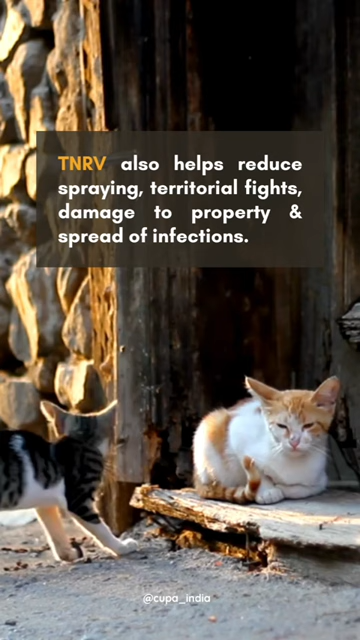 TNRV also helps reduce
spraying, territorial fights,
damage to property &
spread of infections.
@cupa_india